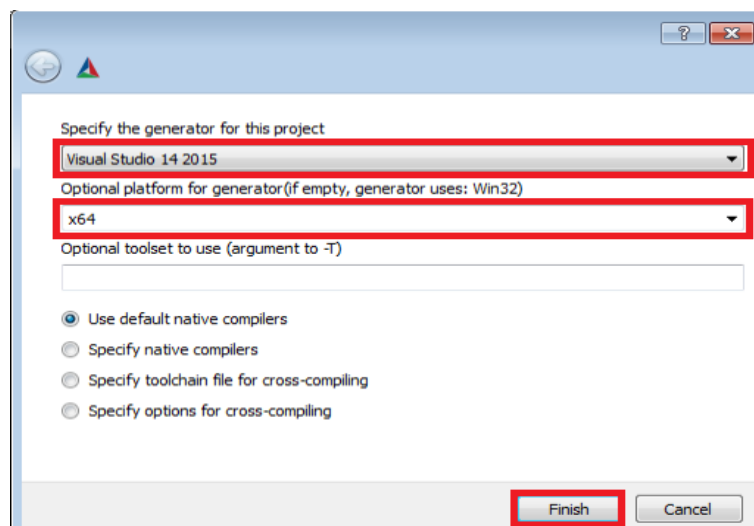 Specify the generator for this project
Visual Studio 14 2015
Optional platform for generator(if empty, generator uses: Win32)
x64
Optional toolset to use (argument to -T)
Use default native compilers
Specify native compilers
Specify toolchain file for cross-compiling
Specify options for cross-compiling
Finish Cancel